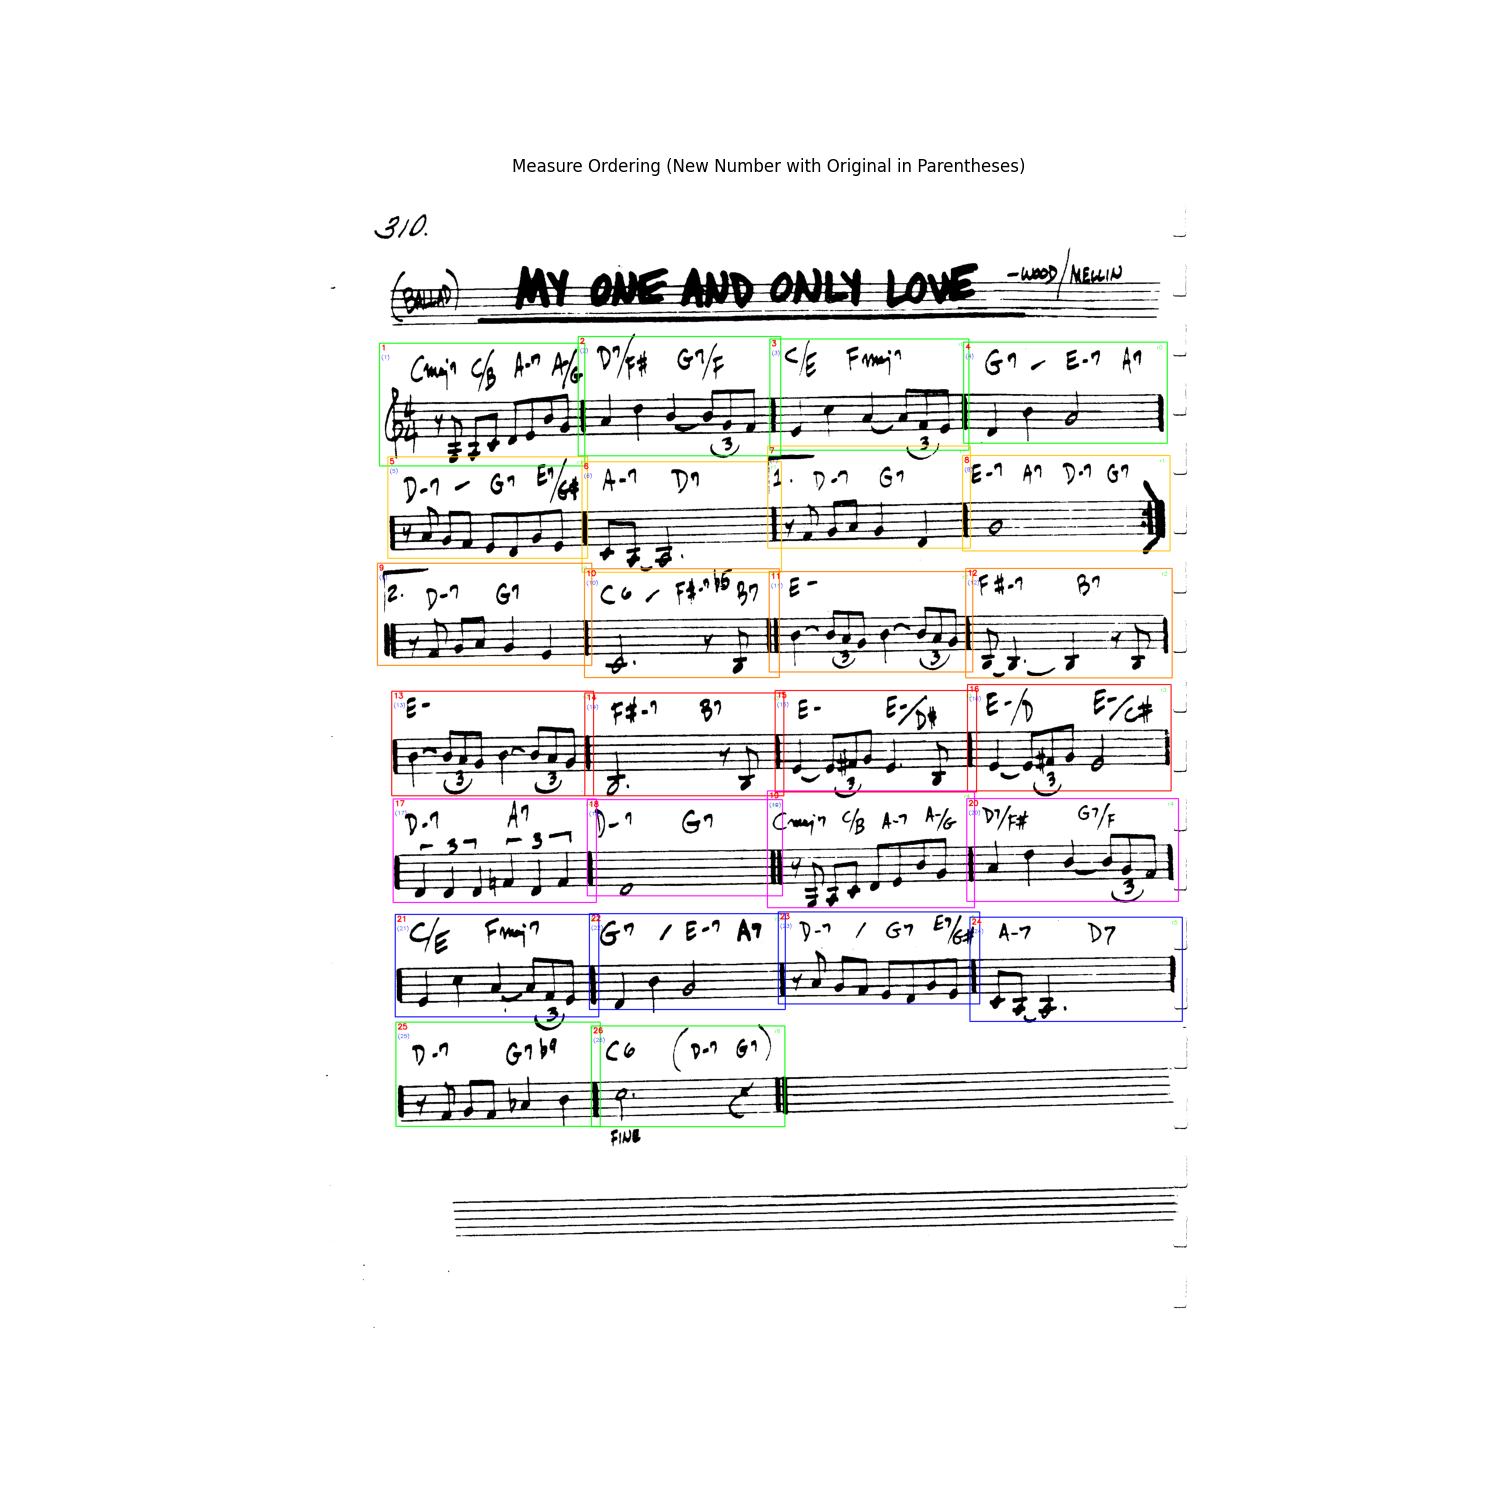 Measure Ordering (New Number with Original in Parentheses)
310.
(BALLAD) MY ONE AND ONLY LOVE -WOOD/MELLIN
1 2 3 4
(1) (2) (3) (4)
Cmaj7 C/B A-7 A-/G D7/F# G7/F C/E Fmaj7 G7 - E-7 A7
3 3
5 6 7 8
(5) (6)
D-7 - G7 E7/G# A-7 D7 1. D-7 G7 E-7 A7 D-7 G7
9 10 11 12
(10) (11) (12)
2. D-7 G7 C6 / F#-7b5 B7 E- F#-7 B7
3 3
13 14 15 16
(13) (14) (15) (16)
E- F#-7 B7 E- E-/D# E-/D E-/C#
3 3 3 3
17 18 19 20
(17) (19) (20)
D-7 A7 D-7 G7 Cmaj7 C/B A-7 A-/G D7/F# G7/F
3 3
3
21 22 23 24
(21) (22) (23)
C/E Fmaj7 G7 / E-7 A7 D-7 / G7 E7/G# A-7 D7
3
25 26
(25) (26)
D-7 G7b9 C6 (D-7 G7)
FINE